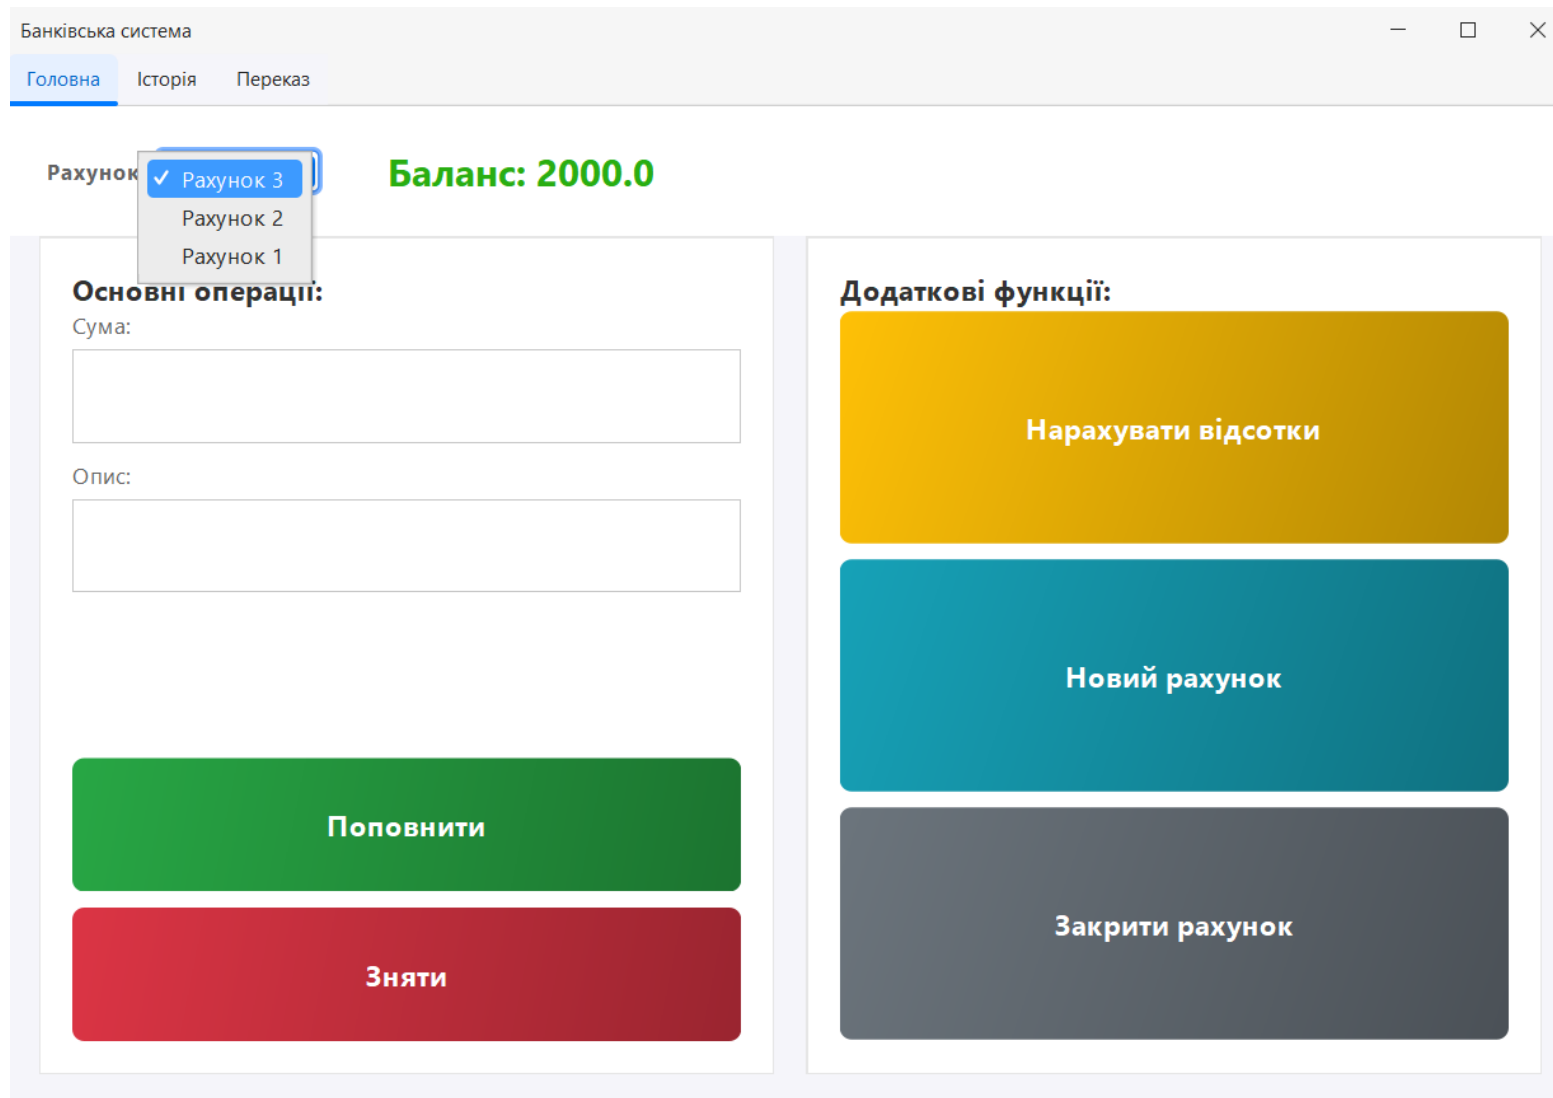 Банківська система
Головна Історія Переказ
Рахунок
Рахунок 3
Рахунок 2
Рахунок 1
Баланс: 2000.0
Основні операції:
Сума:
Опис:
Поповнити
Зняти
Додаткові функції:
Нарахувати відсотки
Новий рахунок
Закрити рахунок